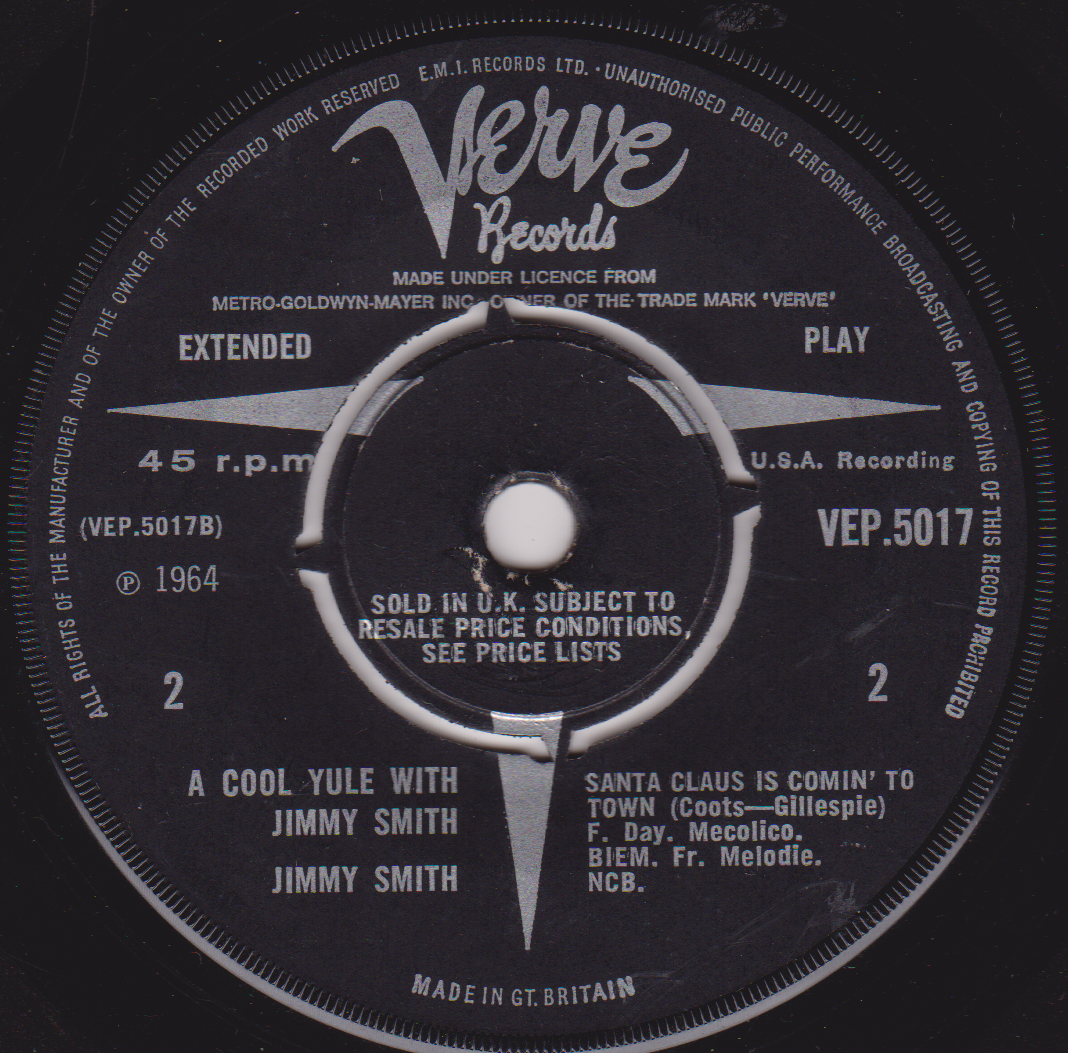 ALL RIGHTS OF THE MANUFACTURER AND OF THE OWNER OF THE RECORDED WORK RESERVED E.M.I. RECORDS LTD. · UNAUTHORISED PUBLIC PERFORMANCE BROADCASTING AND COPYING OF THIS RECORD PROHIBITED
Verve
Records
MADE UNDER LICENCE FROM
METRO-GOLDWYN-MAYER INC. OWNER OF THE TRADE MARK 'VERVE'
EXTENDED PLAY
45 r.p.m U.S.A. Recording
(VEP.5017B) VEP.5017
℗ 1964
SOLD IN U.K. SUBJECT TO
RESALE PRICE CONDITIONS,
SEE PRICE LISTS
2 2
A COOL YULE WITH
JIMMY SMITH
JIMMY SMITH
SANTA CLAUS IS COMIN' TO
TOWN (Coots—Gillespie)
F. Day. Mecolico.
BIEM. Fr. Melodie.
NCB.
MADE IN GT. BRITAIN